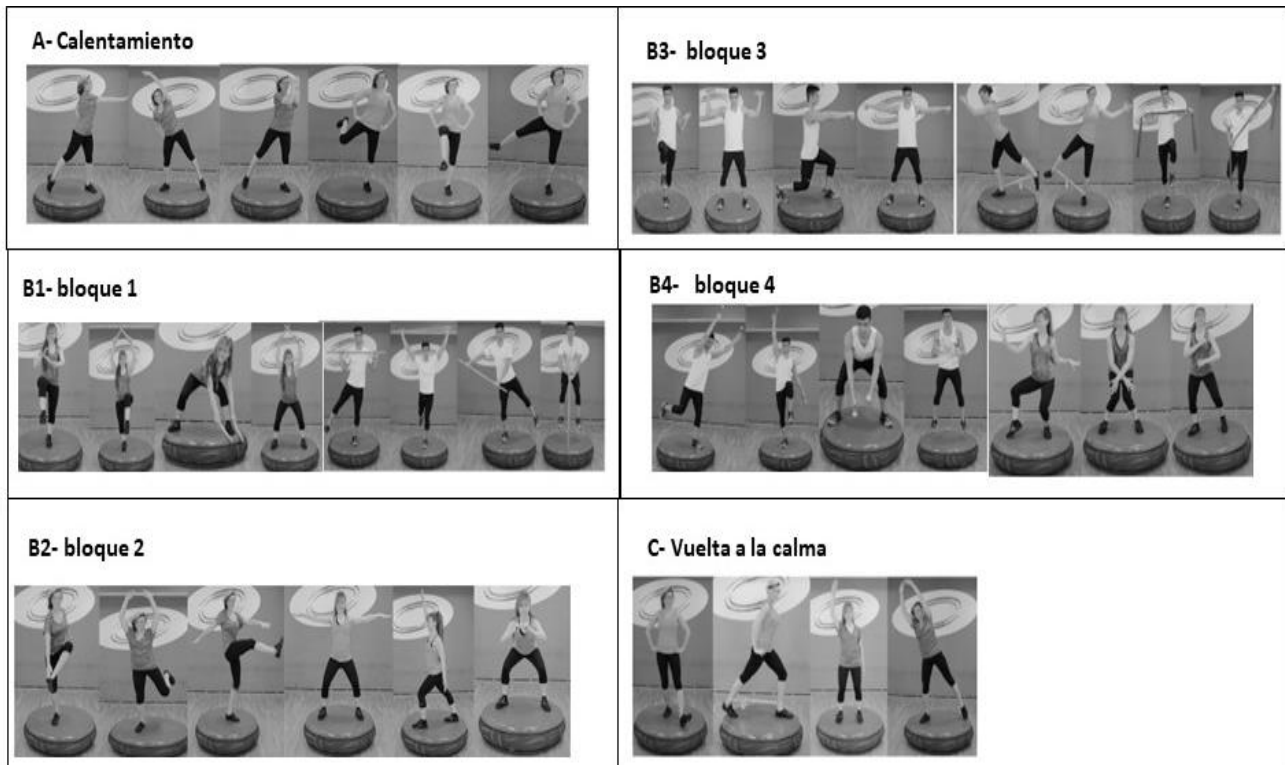 A- Calentamiento
B1- bloque 1
B2- bloque 2
B3- bloque 3
B4- bloque 4
C- Vuelta a la calma